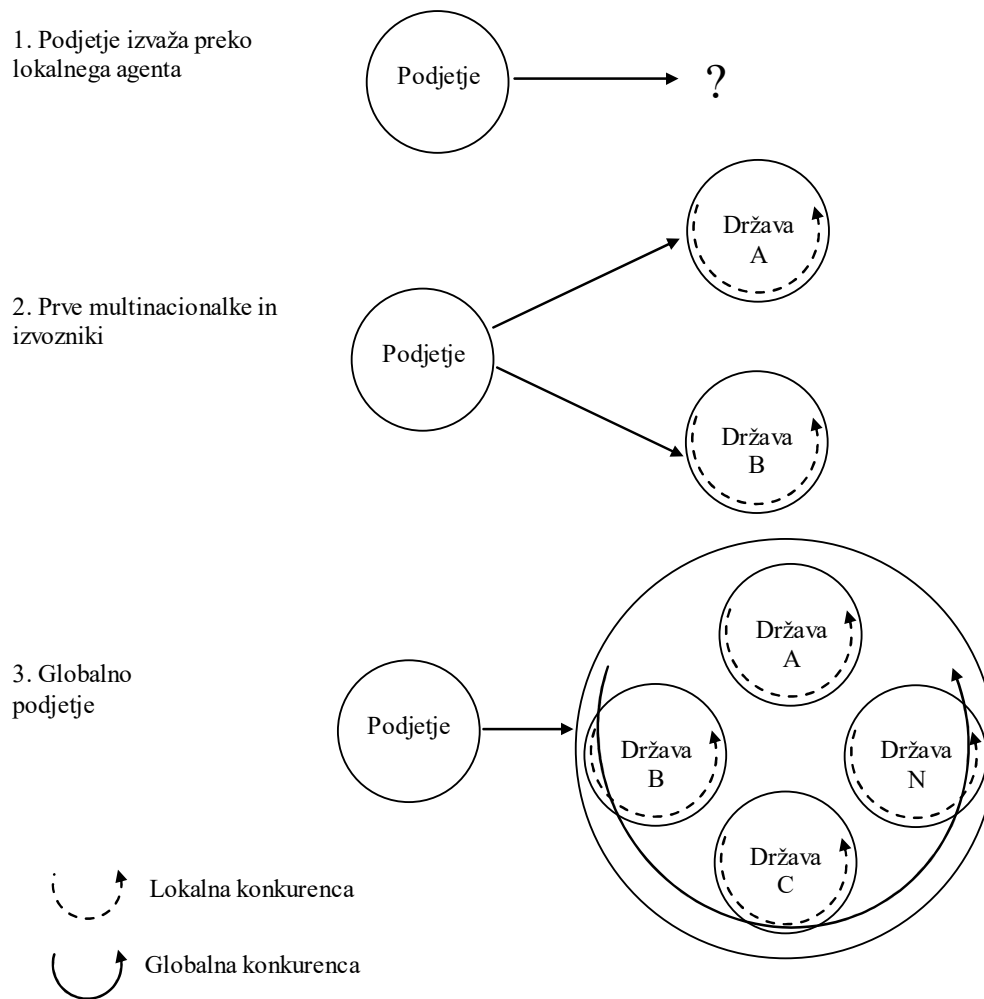 1. Podjetje izvaža preko
lokalnega agenta
Podjetje
?
Država
A
2. Prve multinacionalke in
izvozniki
Podjetje
Država
B
Država
A
3. Globalno
podjetje
Podjetje
Država
B
Država
N
Država
C
Lokalna konkurenca
Globalna konkurenca